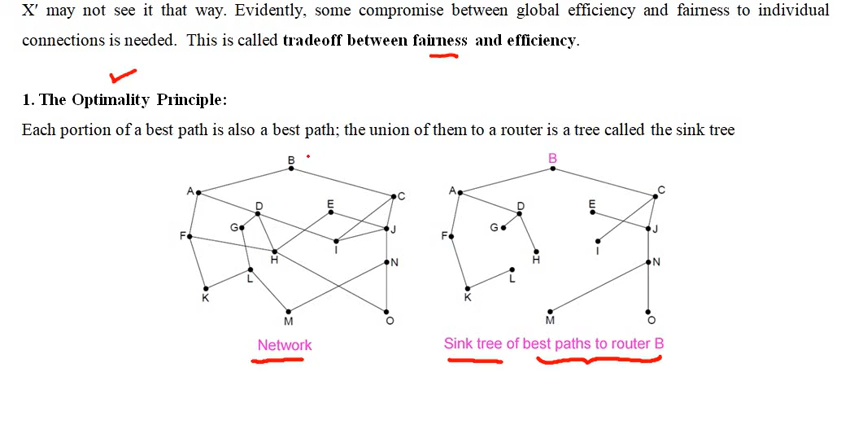 X′ may not see it that way. Evidently, some compromise between global efficiency and fairness to individual
connections is needed. This is called tradeoff between fairness and efficiency.
1. The Optimality Principle:
Each portion of a best path is also a best path; the union of them to a router is a tree called the sink tree
B
A
C
D
E
G
F
J
I
H
N
L
K
M
O
Network
B
A
C
D
E
G
F
J
I
H
N
L
K
M
O
Sink tree of best paths to router B